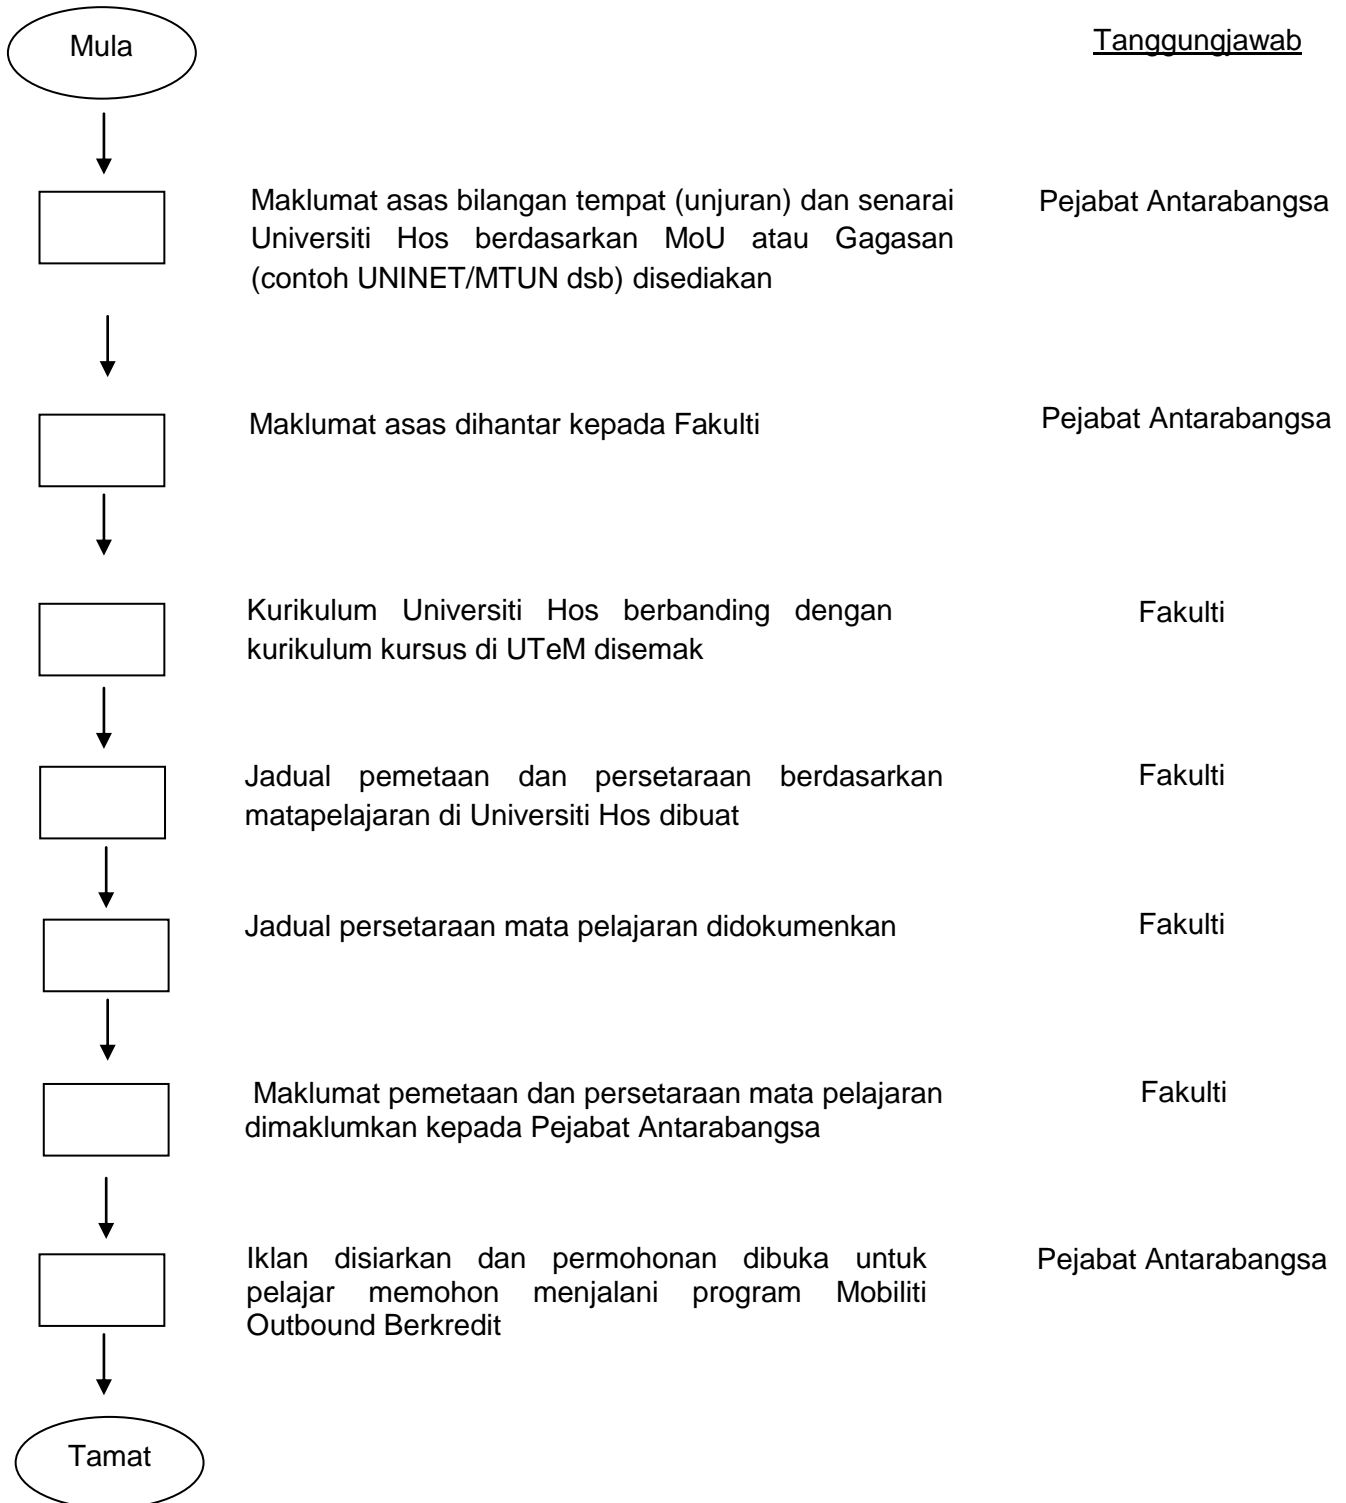 Mula
Tanggungjawab
Maklumat asas bilangan tempat (unjuran) dan senarai
Universiti Hos berdasarkan MoU atau Gagasan
(contoh UNINET/MTUN dsb) disediakan
Pejabat Antarabangsa
Maklumat asas dihantar kepada Fakulti
Pejabat Antarabangsa
Kurikulum Universiti Hos berbanding dengan
kurikulum kursus di UTeM disemak
Fakulti
Jadual pemetaan dan persetaraan berdasarkan
matapelajaran di Universiti Hos dibuat
Fakulti
Jadual persetaraan mata pelajaran didokumenkan
Fakulti
Maklumat pemetaan dan persetaraan mata pelajaran
dimaklumkan kepada Pejabat Antarabangsa
Fakulti
Iklan disiarkan dan permohonan dibuka untuk
pelajar memohon menjalani program Mobiliti
Outbound Berkredit
Pejabat Antarabangsa
Tamat